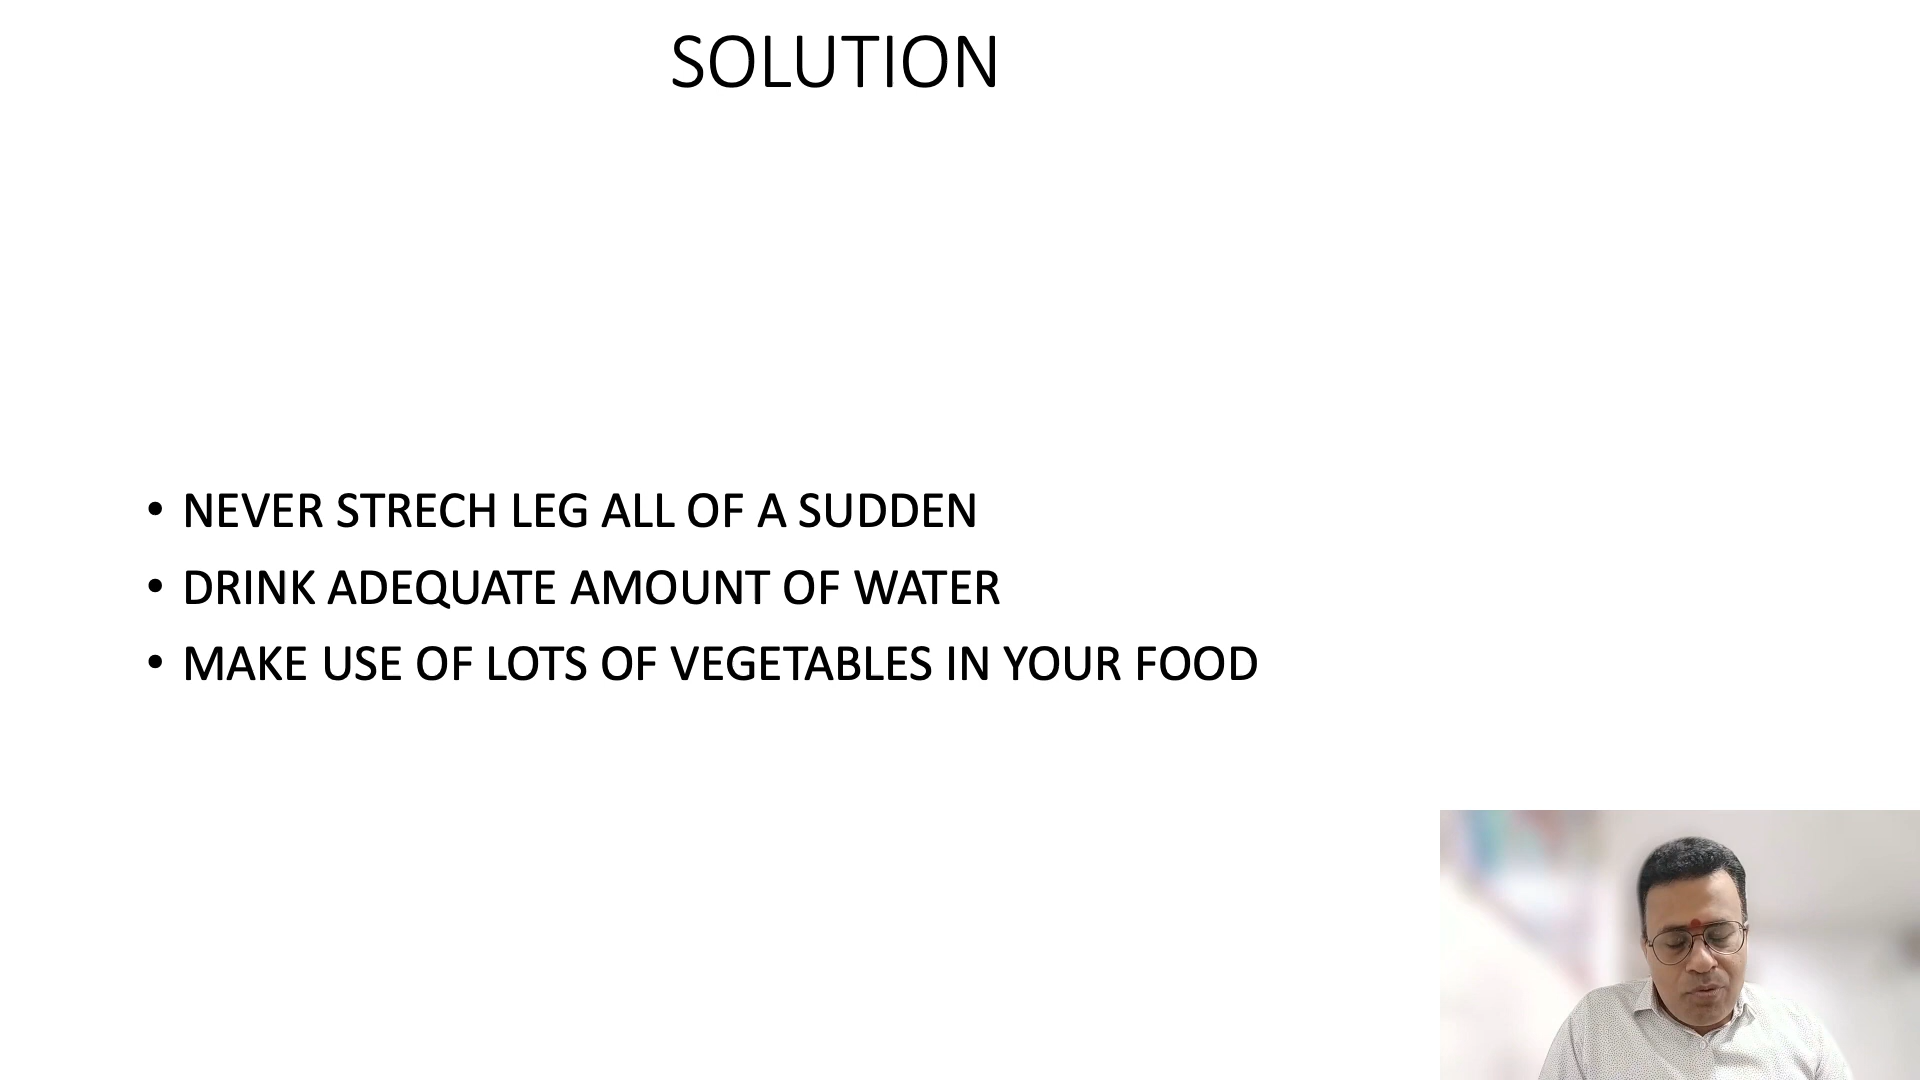 SOLUTION
• NEVER STRECH LEG ALL OF A SUDDEN
• DRINK ADEQUATE AMOUNT OF WATER
• MAKE USE OF LOTS OF VEGETABLES IN YOUR FOOD